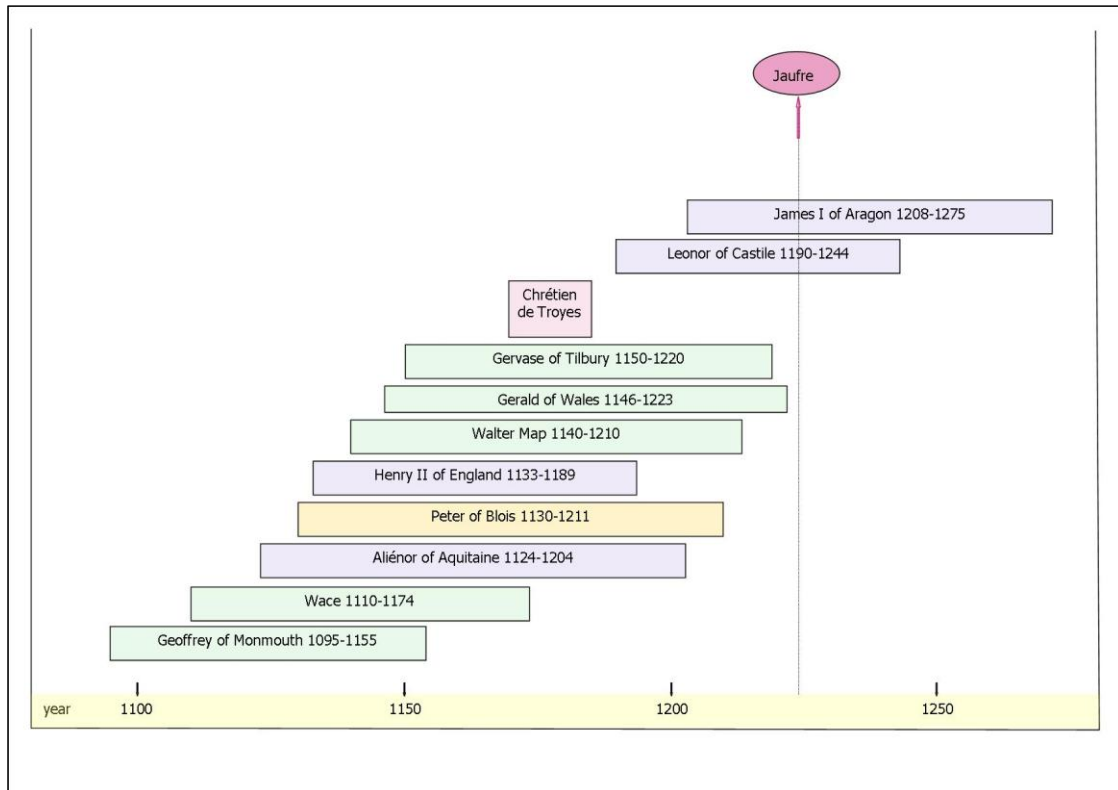 Jaufre
James I of Aragon 1208-1275
Leonor of Castile 1190-1244
Chrétien
de Troyes
Gervase of Tilbury 1150-1220
Gerald of Wales 1146-1223
Walter Map 1140-1210
Henry II of England 1133-1189
Peter of Blois 1130-1211
Aliénor of Aquitaine 1124-1204
Wace 1110-1174
Geoffrey of Monmouth 1095-1155
year 1100 1150 1200 1250